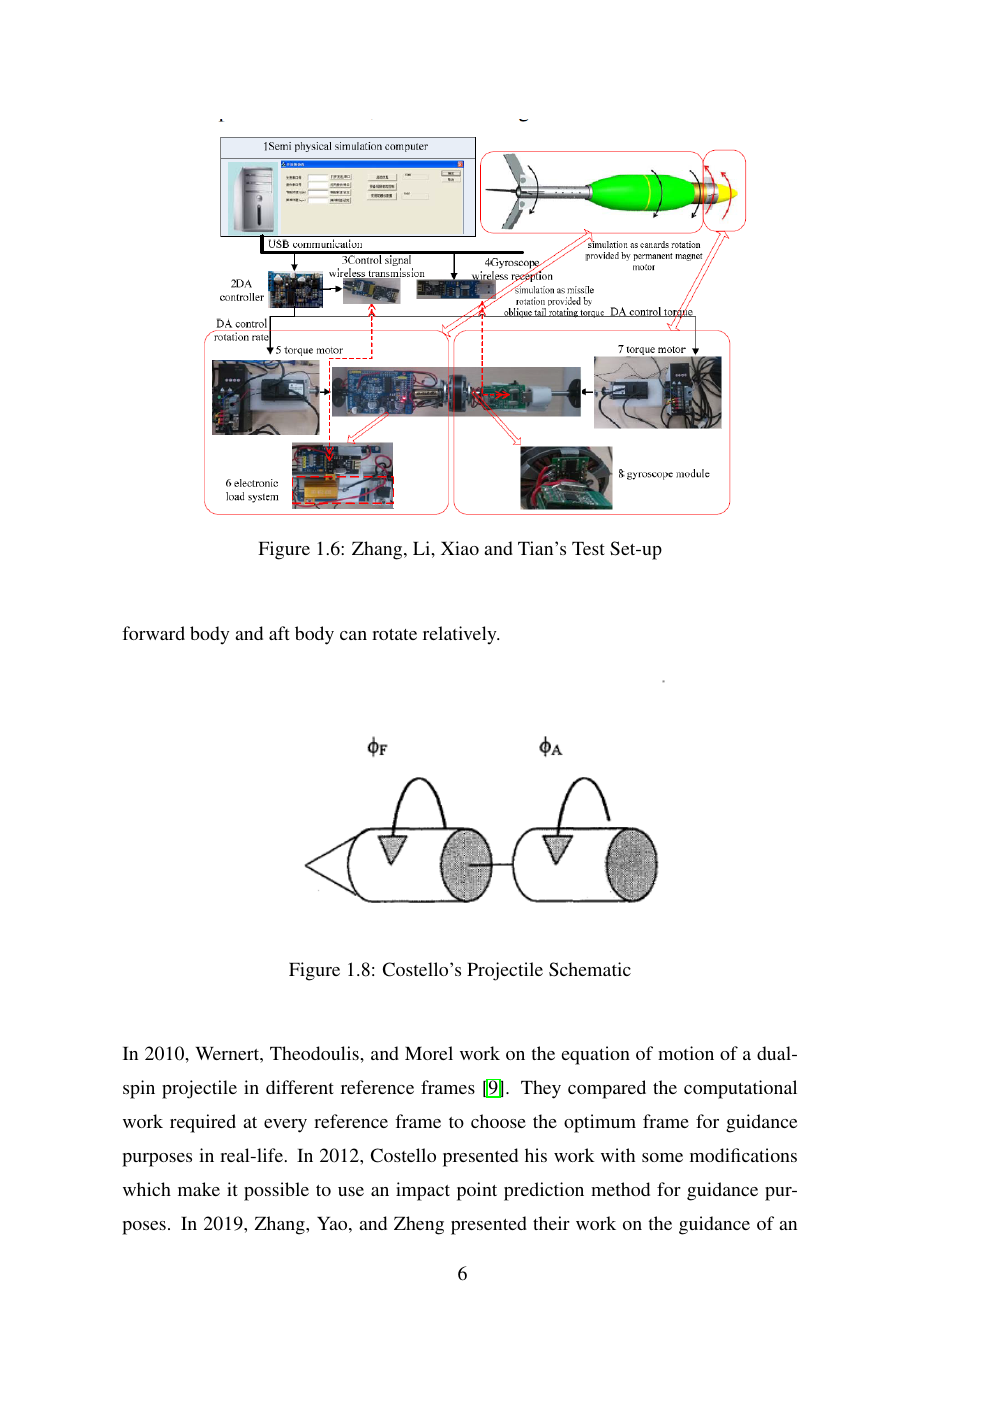 1Semi physical simulation computer
USB communication
3Control signal
wireless transmission
4Gyroscope
wireless reception
simulation as canards rotation
provided by permanent magnet
motor
2DA
controller
simulation as missile
rotation provided by
oblique tail rotating torque
DA control torque
DA control
rotation rate
5 torque motor
7 torque motor
6 electronic
load system
8 gyroscope module
Figure 1.6: Zhang, Li, Xiao and Tian's Test Set-up
forward body and aft body can rotate relatively.
ϕF
ϕA
Figure 1.8: Costello's Projectile Schematic
In 2010, Wernert, Theodoulis, and Morel work on the equation of motion of a dual-
spin projectile in different reference frames [9]. They compared the computational
work required at every reference frame to choose the optimum frame for guidance
purposes in real-life. In 2012, Costello presented his work with some modifications
which make it possible to use an impact point prediction method for guidance pur-
poses. In 2019, Zhang, Yao, and Zheng presented their work on the guidance of an
6